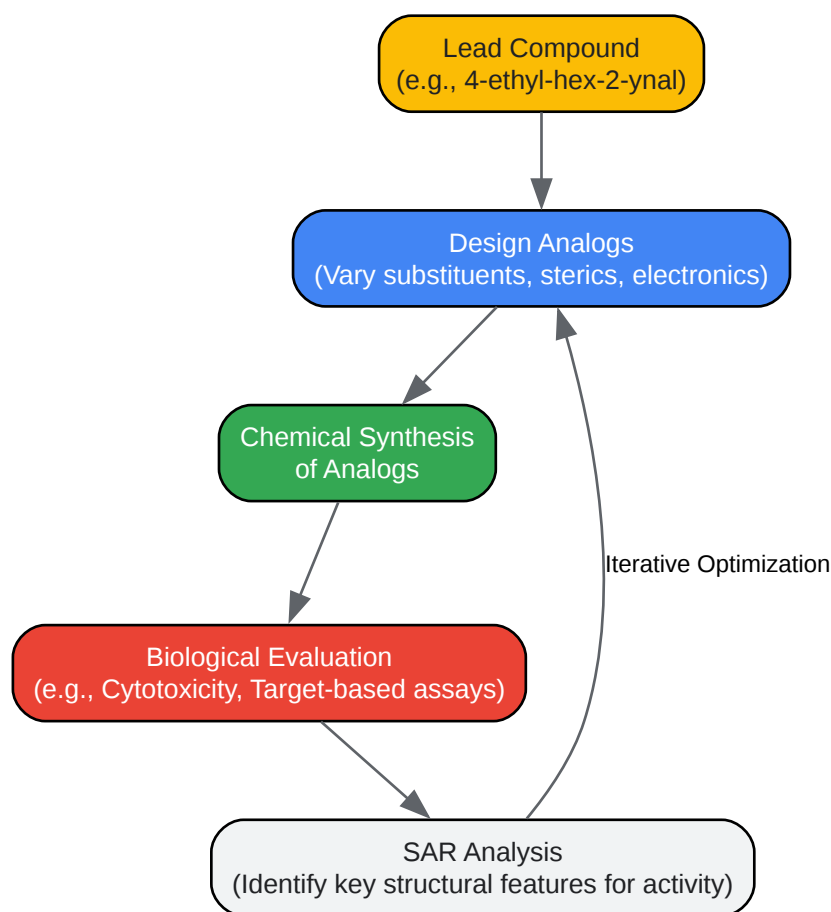 Lead Compound
(e.g., 4-ethyl-hex-2-ynal)
Design Analogs
(Vary substituents, sterics, electronics)
Chemical Synthesis
of Analogs
Iterative Optimization
Biological Evaluation
(e.g., Cytotoxicity, Target-based assays)
SAR Analysis
(Identify key structural features for activity)